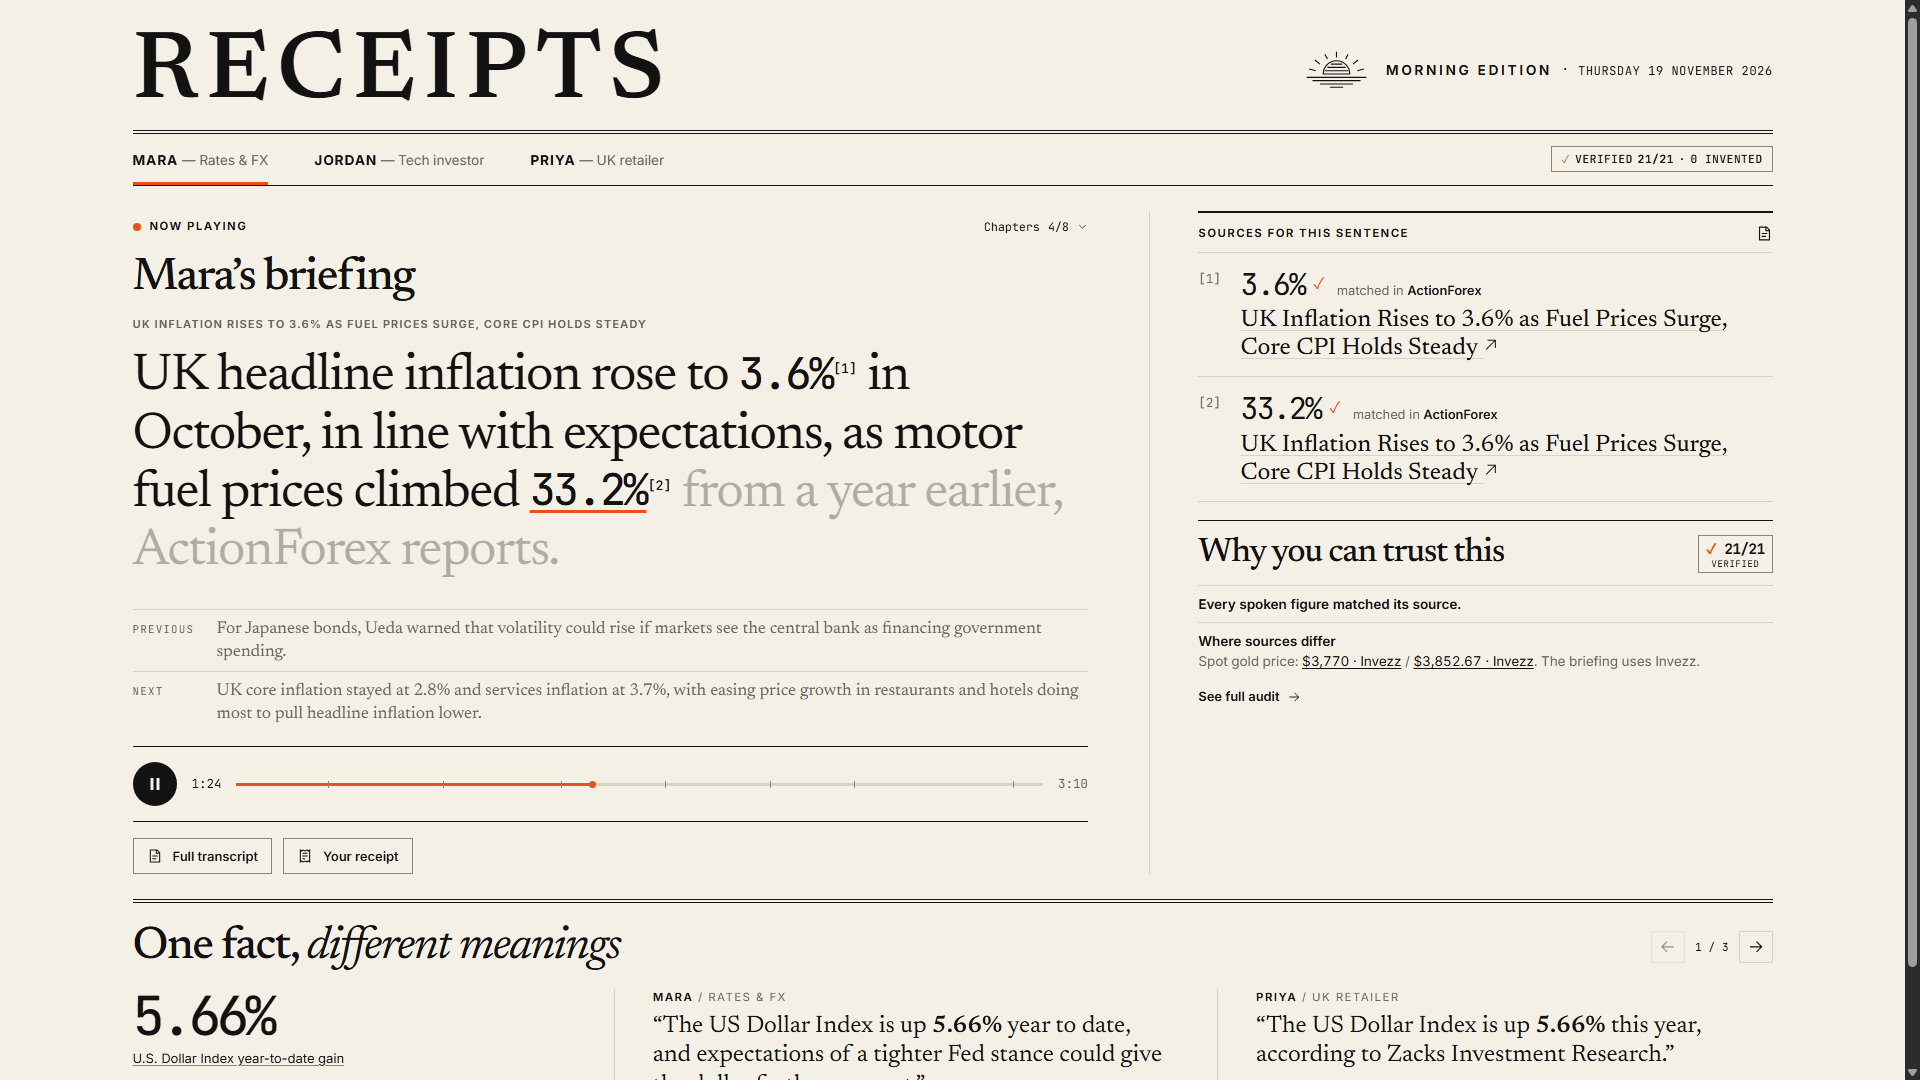 RECEIPTS
MORNING EDITION · THURSDAY 19 NOVEMBER 2026
MARA — Rates & FX
JORDAN — Tech investor
PRIYA — UK retailer
✓ VERIFIED 21/21 · 0 INVENTED
NOW PLAYING
Chapters 4/8
Mara’s briefing
UK INFLATION RISES TO 3.6% AS FUEL PRICES SURGE, CORE CPI HOLDS STEADY
UK headline inflation rose to 3.6%[1] in
October, in line with expectations, as motor
fuel prices climbed 33.2%[2] from a year earlier,
ActionForex reports.
PREVIOUS
For Japanese bonds, Ueda warned that volatility could rise if markets see the central bank as financing government
spending.
NEXT
UK core inflation stayed at 2.8% and services inflation at 3.7%, with easing price growth in restaurants and hotels doing
most to pull headline inflation lower.
1:24
3:10
Full transcript
Your receipt
SOURCES FOR THIS SENTENCE
[1] 3.6% ✓ matched in ActionForex
UK Inflation Rises to 3.6% as Fuel Prices Surge,
Core CPI Holds Steady ↗
[2] 33.2% ✓ matched in ActionForex
UK Inflation Rises to 3.6% as Fuel Prices Surge,
Core CPI Holds Steady ↗
Why you can trust this
✓ 21/21
VERIFIED
Every spoken figure matched its source.
Where sources differ
Spot gold price: $3,770 · Invezz / $3,852.67 · Invezz. The briefing uses Invezz.
See full audit →
One fact, different meanings
← 1 / 3 →
5.66%
U.S. Dollar Index year-to-date gain
MARA / RATES & FX
“The US Dollar Index is up 5.66% year to date,
and expectations of a tighter Fed stance could give
PRIYA / UK RETAILER
“The US Dollar Index is up 5.66% this year,
according to Zacks Investment Research.”